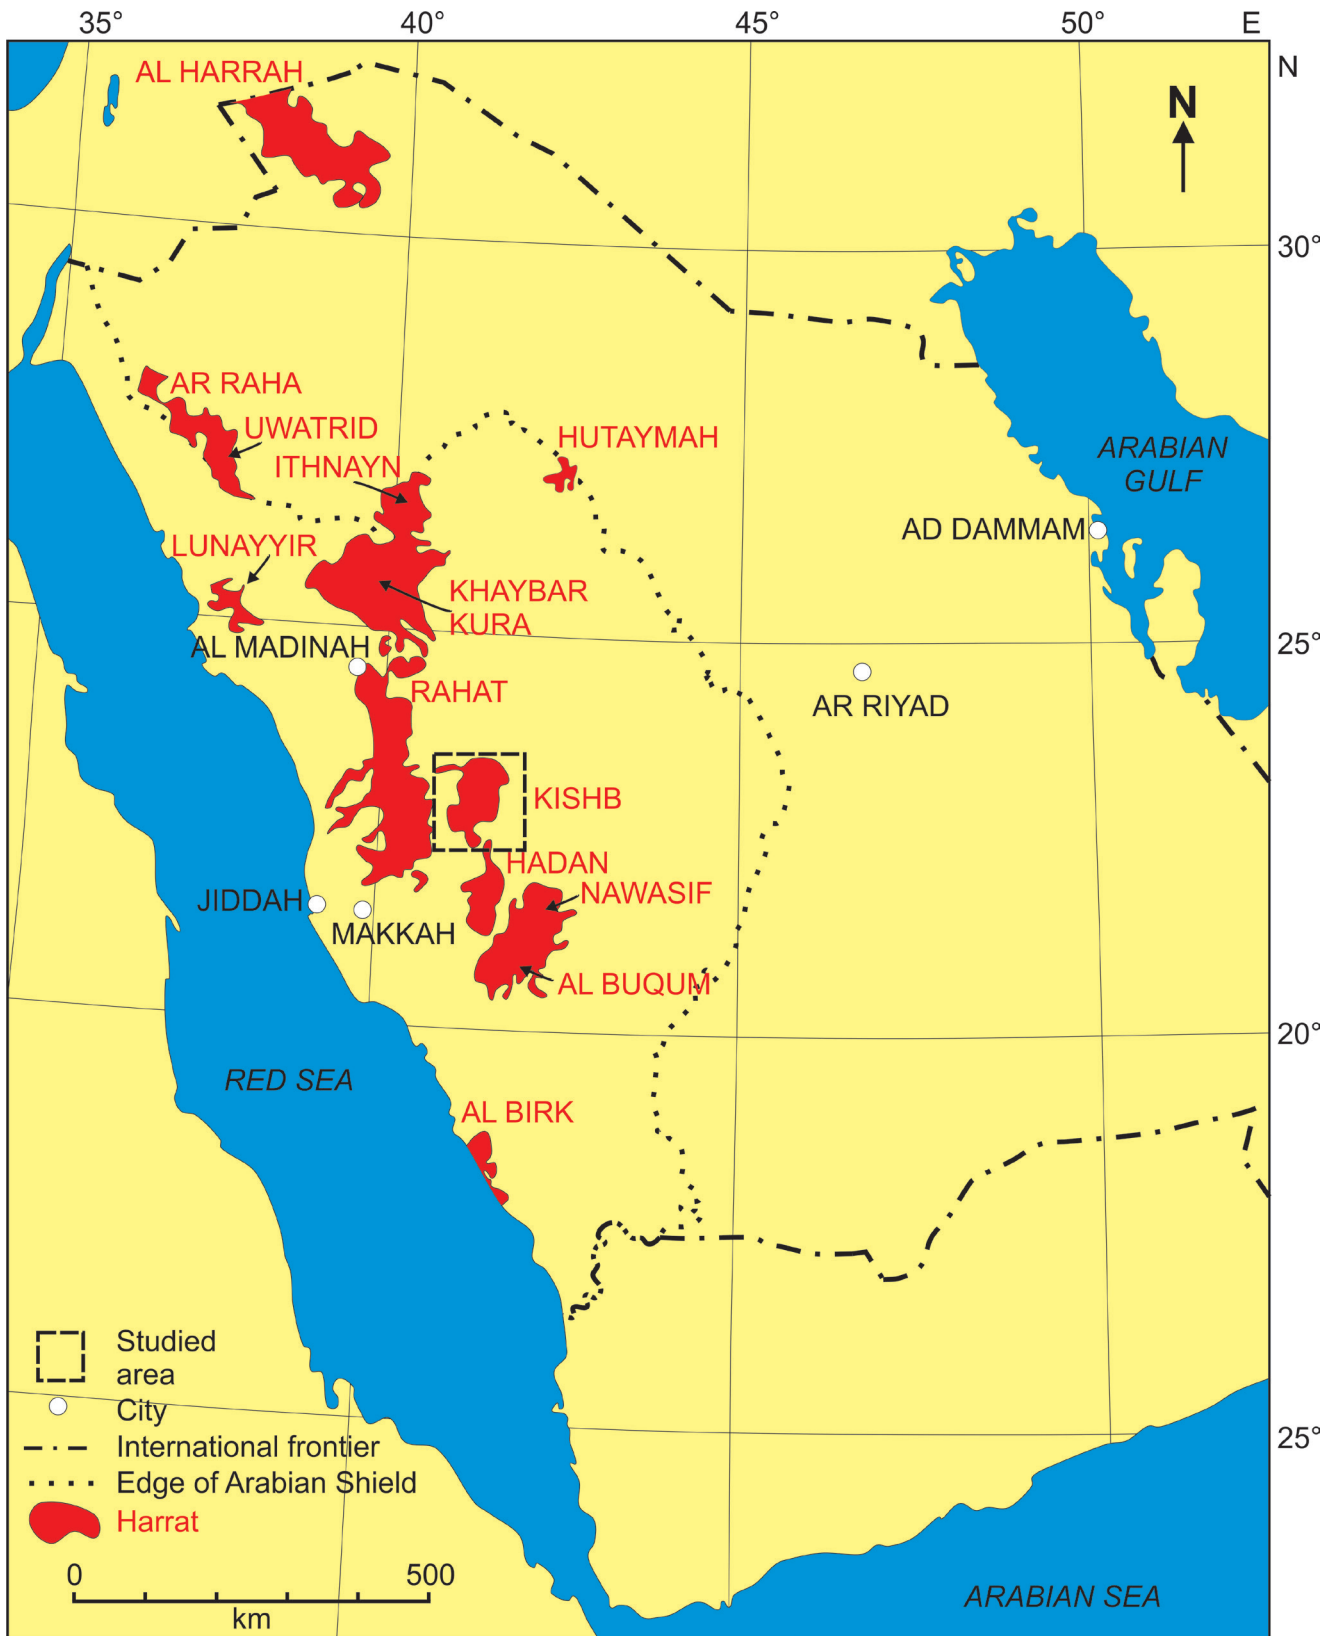 35° 40° 45° 50° E
N
AL HARRAH
N
30°
AR RAHA
UWATRID
HUTAYMAH
ITHNAYN
ARABIAN
GULF
AD DAMMAM
LUNAYYIR
KHAYBAR
KURA
AL MADINAH
25°
RAHAT
AR RIYAD
KISHB
HADAN
NAWASIF
JIDDAH
MAKKAH
AL BUQUM
20°
RED SEA
AL BIRK
Studied
area
City
25°
International frontier
Edge of Arabian Shield
Harrat
0 500
km
ARABIAN SEA